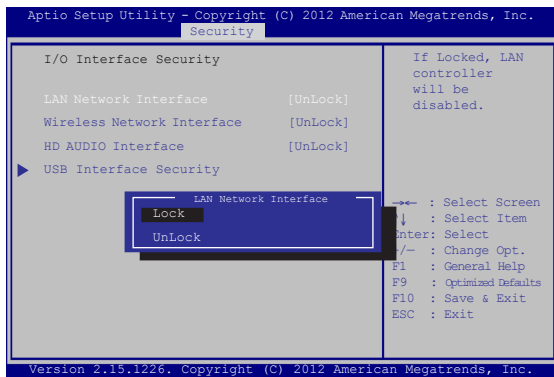 Aptio Setup Utility – Copyright (C) 2012 American Megatrends, Inc.
Security
I/O Interface Security
LAN Network Interface [UnLock]
Wireless Network Interface [UnLock]
HD AUDIO Interface [UnLock]
USB Interface Security
If Locked, LAN
controller
will be
disabled.
LAN Network Interface
Lock
UnLock
→← : Select Screen
↑↓ : Select Item
Enter: Select
+/— : Change Opt.
F1 : General Help
F9 : Optimized Defaults
F10 : Save & Exit
ESC : Exit
Version 2.15.1226. Copyright (C) 2012 American Megatrends, Inc.